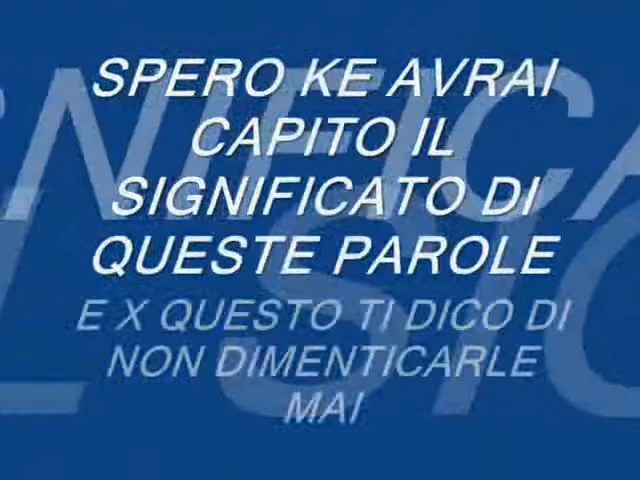 SPERO KE AVRAI
CAPITO IL
SIGNIFICATO DI
QUESTE PAROLE
E X QUESTO TI DICO DI
NON DIMENTICARLE
MAI